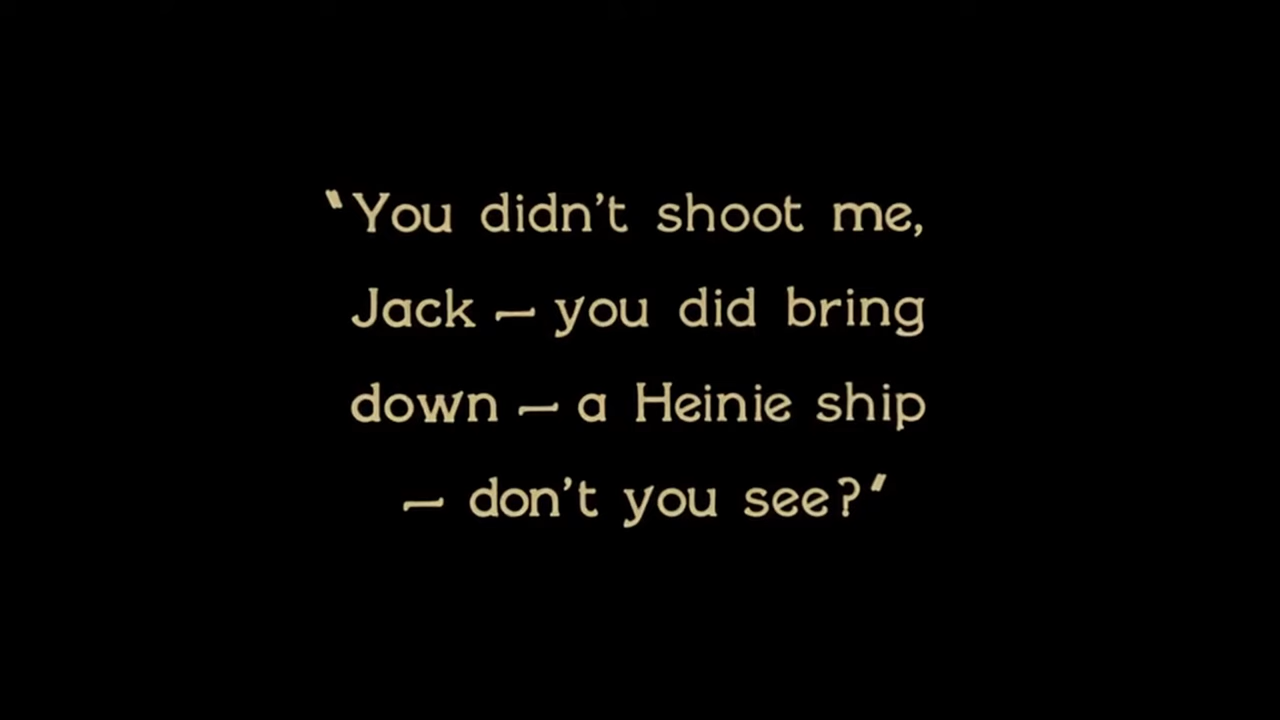 "You didn't shoot me,
Jack — you did bring
down — a Heinie ship
— don't you see?"